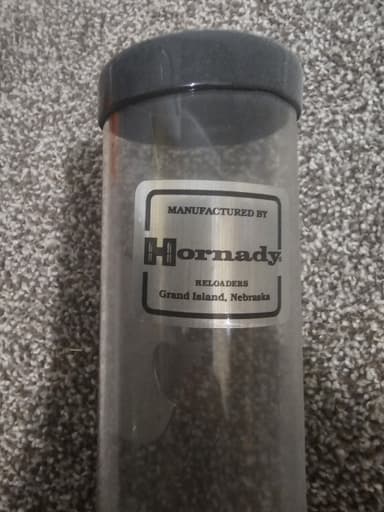 MANUFACTURED BY
Hornady
RELOADERS
Grand Island, Nebraska